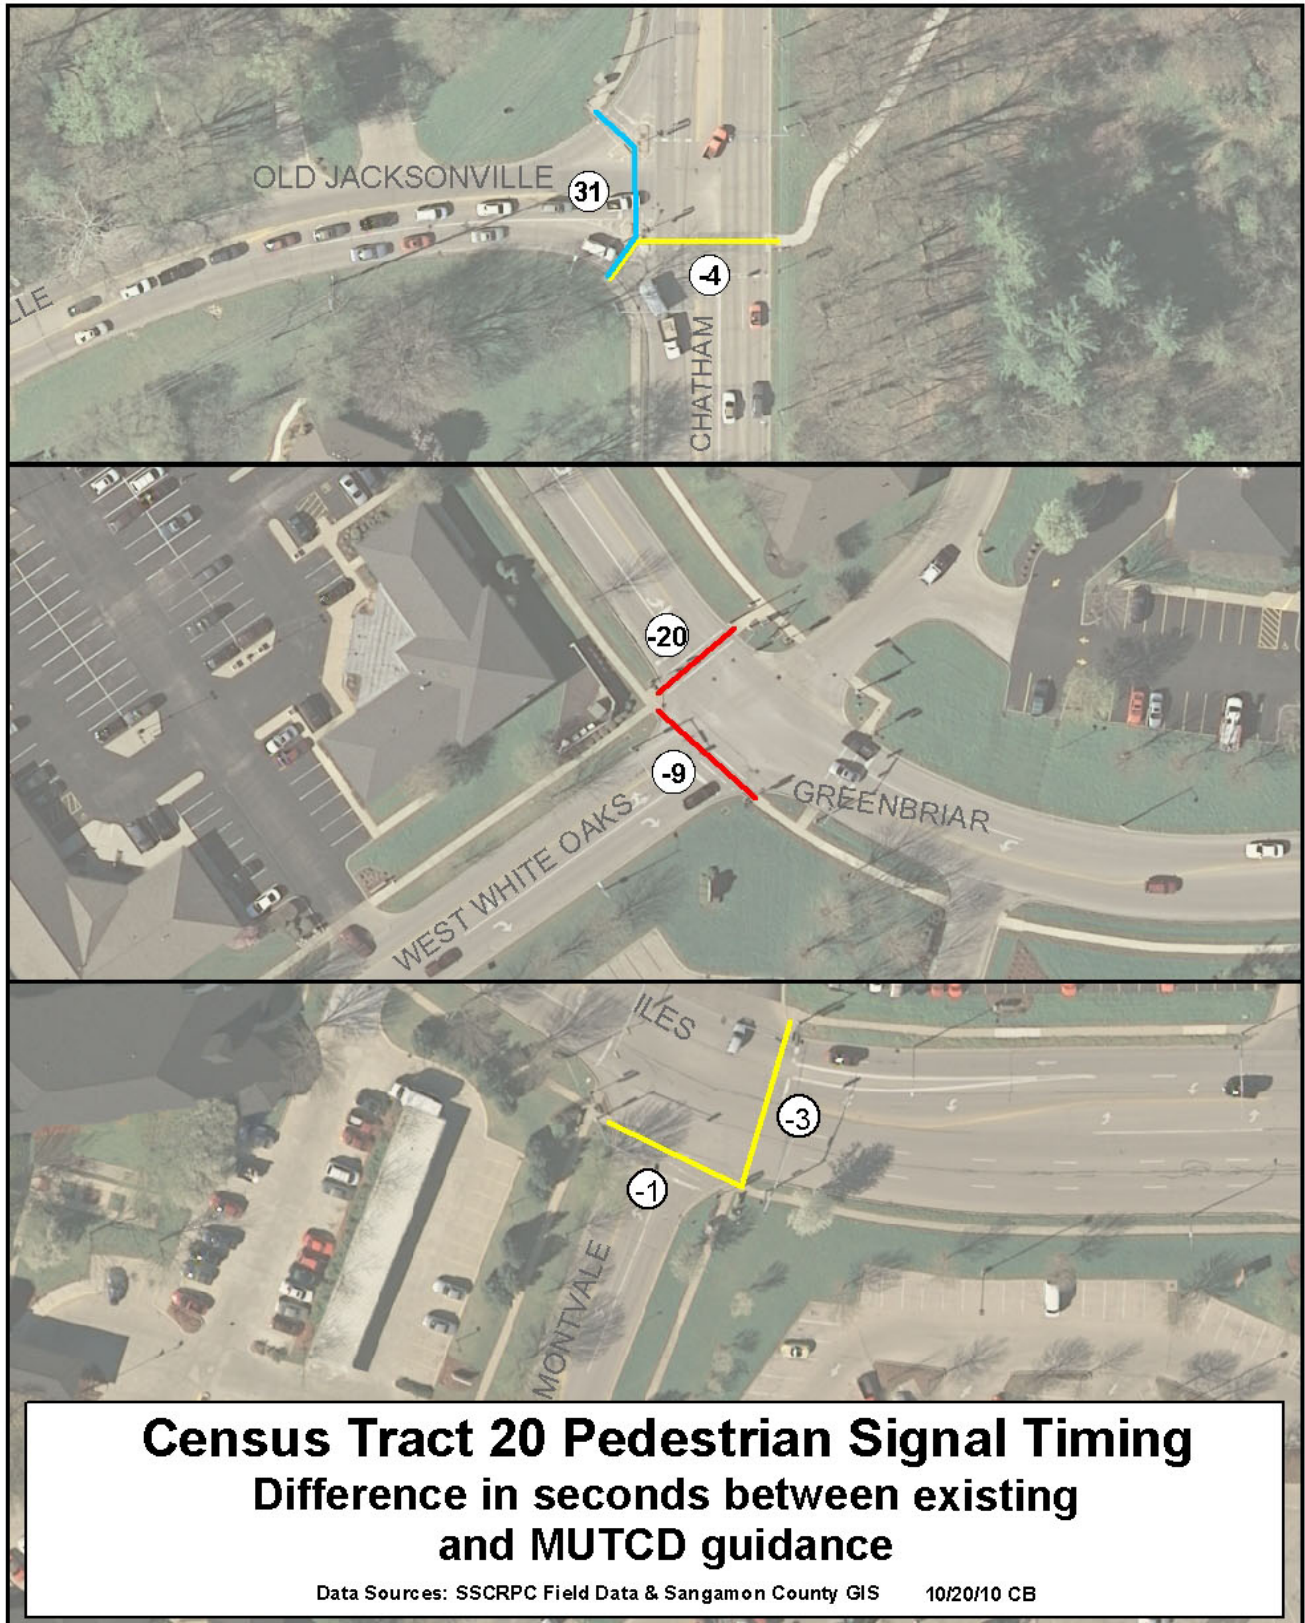 OLD JACKSONVILLE
31
-4
LLE
CHATHAM
-20
-9
GREENBRIAR
WEST WHITE OAKS
ILES
-3
-1
MONTVALE
Census Tract 20 Pedestrian Signal Timing
Difference in seconds between existing
and MUTCD guidance
Data Sources: SSCRPC Field Data & Sangamon County GIS 10/20/10 CB